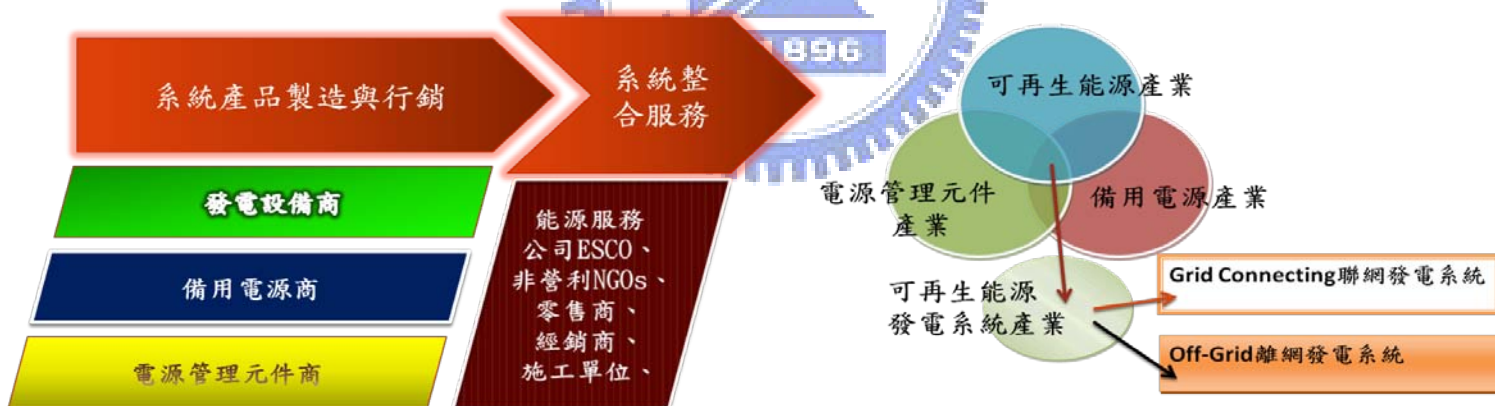 系統產品製造與行銷
系統整
合服務
發電設備商
備用電源商
電源管理元件商
能源服務
公司ESCO、
非營利NGOs、
零售商、
經銷商、
施工單位、
1896
可再生能源產業
電源管理元件
產業
備用電源產業
可再生能源
發電系統產業
Grid Connecting聯網發電系統
Off-Grid離網發電系統